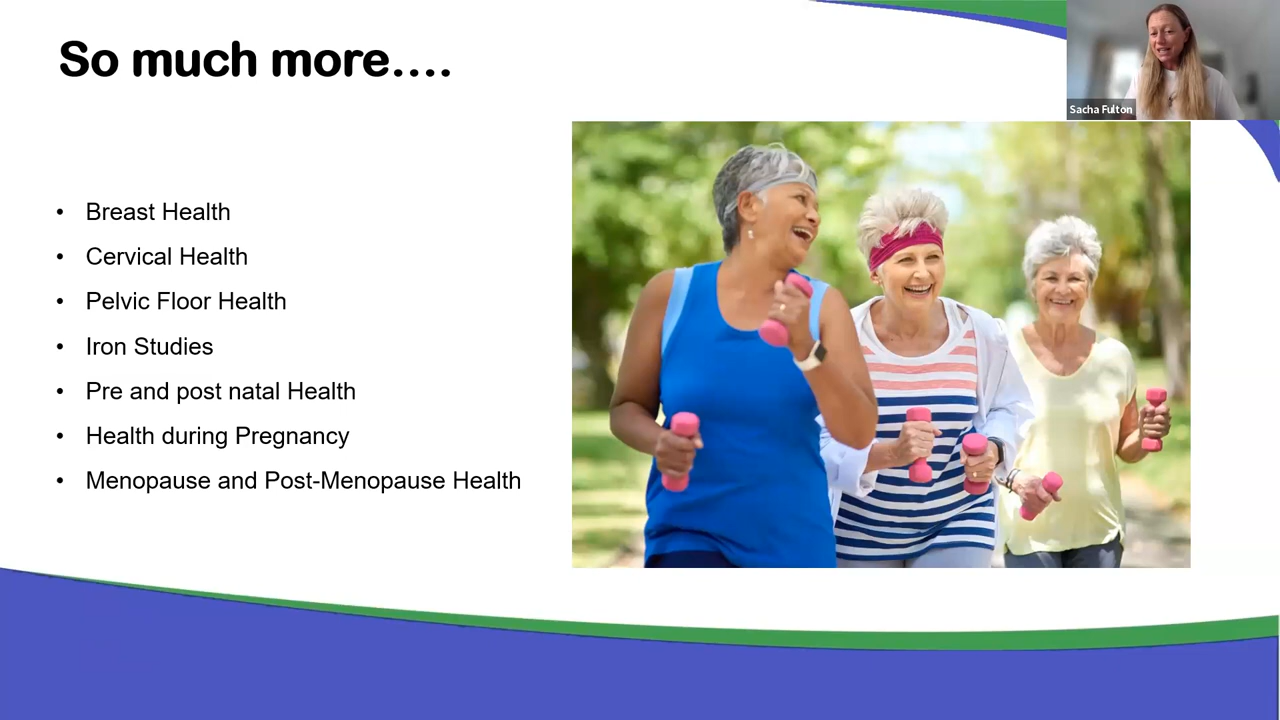 So much more....
Sacha Fulton
• Breast Health
• Cervical Health
• Pelvic Floor Health
• Iron Studies
• Pre and post natal Health
• Health during Pregnancy
• Menopause and Post-Menopause Health